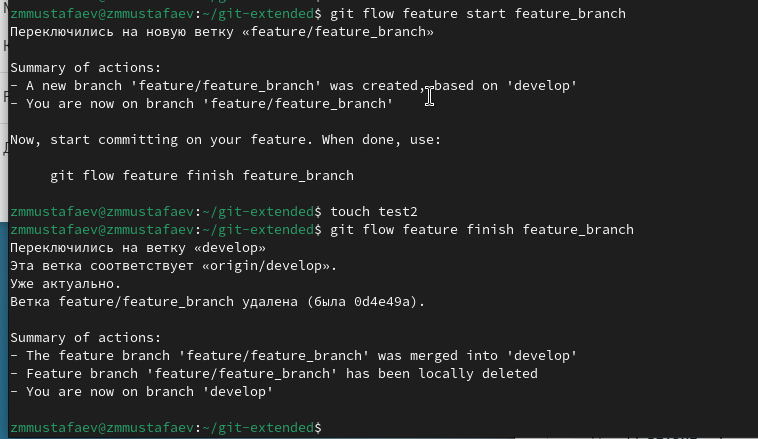 zmmustafaev@zmmustafaev:~/git-extended$ git flow feature start feature_branch
Переключились на новую ветку «feature/feature_branch»
Summary of actions:
- A new branch 'feature/feature_branch' was created, based on 'develop'
- You are now on branch 'feature/feature_branch'
Now, start committing on your feature. When done, use:
git flow feature finish feature_branch
zmmustafaev@zmmustafaev:~/git-extended$ touch test2
zmmustafaev@zmmustafaev:~/git-extended$ git flow feature finish feature_branch
Переключились на ветку «develop»
Эта ветка соответствует «origin/develop».
Уже актуально.
Ветка feature/feature_branch удалена (была 0d4e49a).
Summary of actions:
- The feature branch 'feature/feature_branch' was merged into 'develop'
- Feature branch 'feature/feature_branch' has been locally deleted
- You are now on branch 'develop'
zmmustafaev@zmmustafaev:~/git-extended$